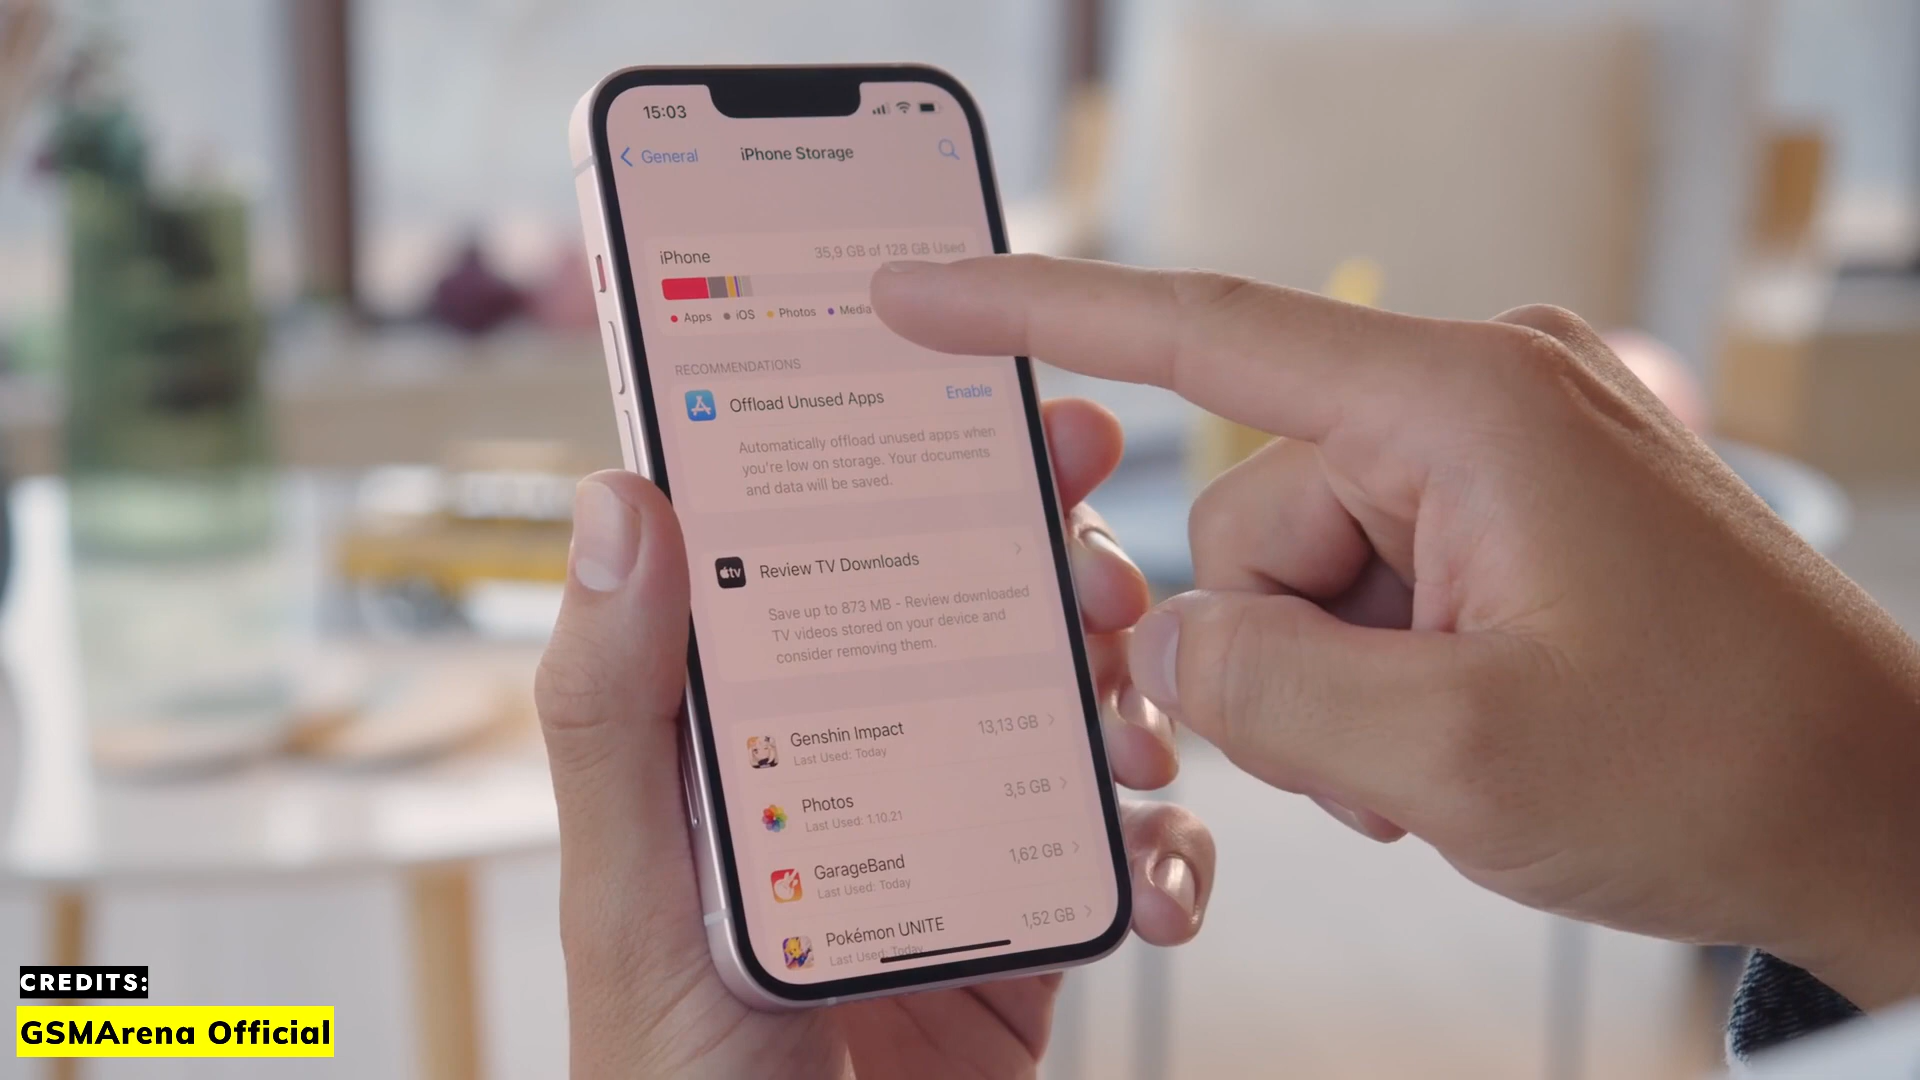 15:03
General
iPhone Storage
iPhone
35,9 GB of 128 GB Used
Apps
iOS
Photos
Media
RECOMMENDATIONS
Offload Unused Apps
Enable
Automatically offload unused apps when
you're low on storage. Your documents
and data will be saved.
tv
Review TV Downloads
Save up to 873 MB - Review downloaded
TV videos stored on your device and
consider removing them.
Genshin Impact
13,13 GB
Last Used: Today
Photos
3,5 GB
Last Used: 1.10.21
GarageBand
1,62 GB
Last Used: Today
Pokémon UNITE
1,52 GB
Last Used: Today
CREDITS:
GSMArena Official